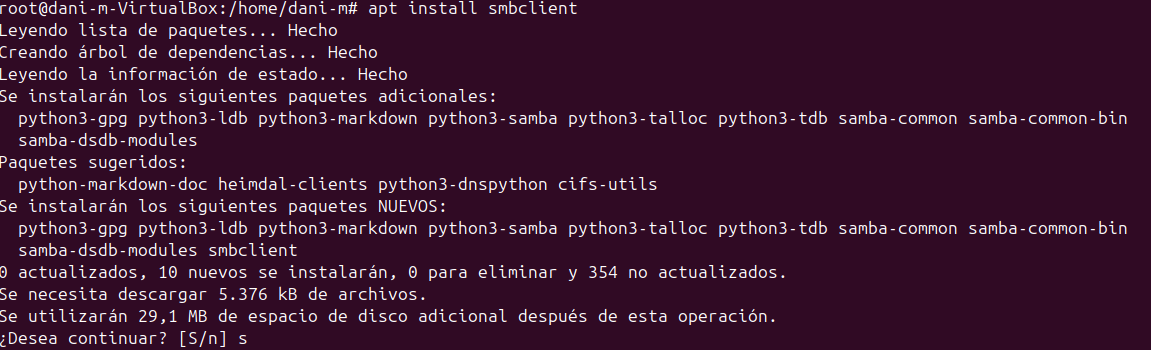 root@dani-m-VirtualBox:/home/dani-m# apt install smbclient
Leyendo lista de paquetes... Hecho
Creando árbol de dependencias... Hecho
Leyendo la información de estado... Hecho
Se instalarán los siguientes paquetes adicionales:
  python3-gpg python3-ldb python3-markdown python3-samba python3-talloc python3-tdb samba-common samba-common-bin
  samba-dsdb-modules
Paquetes sugeridos:
  python-markdown-doc heimdal-clients python3-dnspython cifs-utils
Se instalarán los siguientes paquetes NUEVOS:
  python3-gpg python3-ldb python3-markdown python3-samba python3-talloc python3-tdb samba-common samba-common-bin
  samba-dsdb-modules smbclient
0 actualizados, 10 nuevos se instalarán, 0 para eliminar y 354 no actualizados.
Se necesita descargar 5.376 kB de archivos.
Se utilizarán 29,1 MB de espacio de disco adicional después de esta operación.
¿Desea continuar? [S/n] s